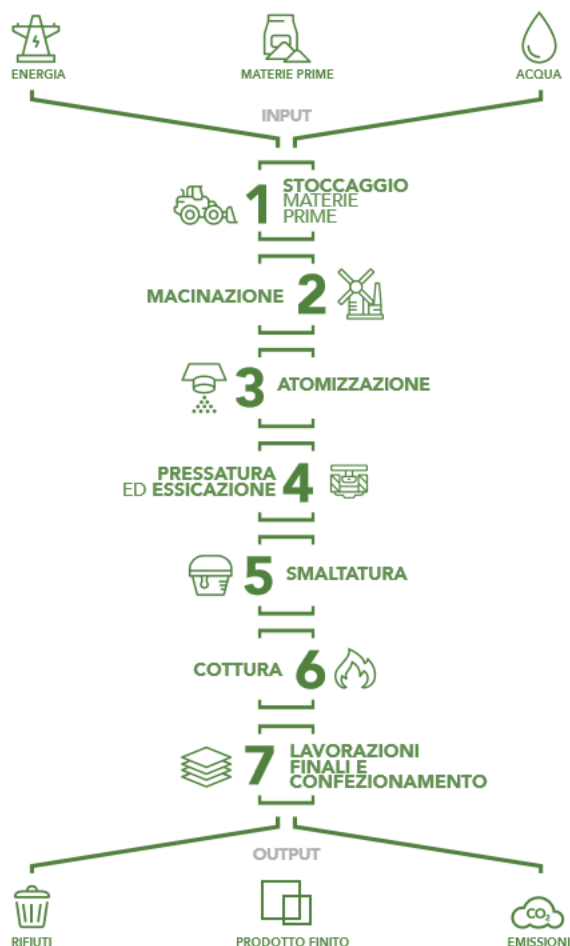 ENERGIA
MATERIE PRIME
ACQUA
INPUT
1
STOCCAGGIO
MATERIE
PRIME
MACINAZIONE 2
3 ATOMIZZAZIONE
PRESSATURA
ED ESSICAZIONE
4
5 SMALTATURA
COTTURA 6
7
LAVORAZIONI
FINALI E
CONFEZIONAMENTO
OUTPUT
RIFIUTI
PRODOTTO FINITO
CO₂
EMISSIONI